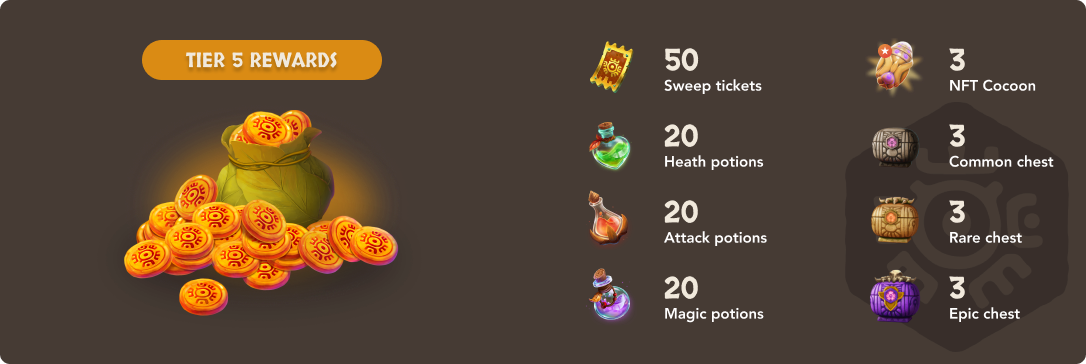 TIER 5 REWARDS
50
Sweep tickets
20
Heath potions
20
Attack potions
20
Magic potions
3
NFT Cocoon
3
Common chest
3
Rare chest
3
Epic chest